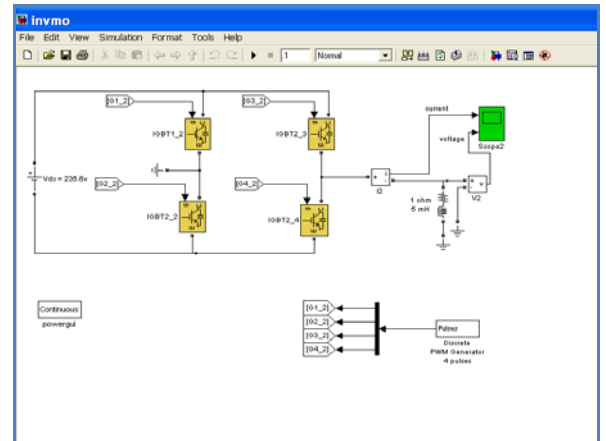 invmo
File Edit View Simulation Format Tools Help
1 Normal
[G1_2] [G3_2]
IGBT1_2 IGBT2_3
current
voltage
Scope2
Vdc = 235.6v
[G2_2] [G4_2]
I2
V2
1 ohm
5 mH
IGBT2_2 IGBT2_4
Continuous
powergui
[G1_2]
[G2_2]
[G3_2]
[G4_2]
Pulses
Discrete
PWM Generator
4 pulses